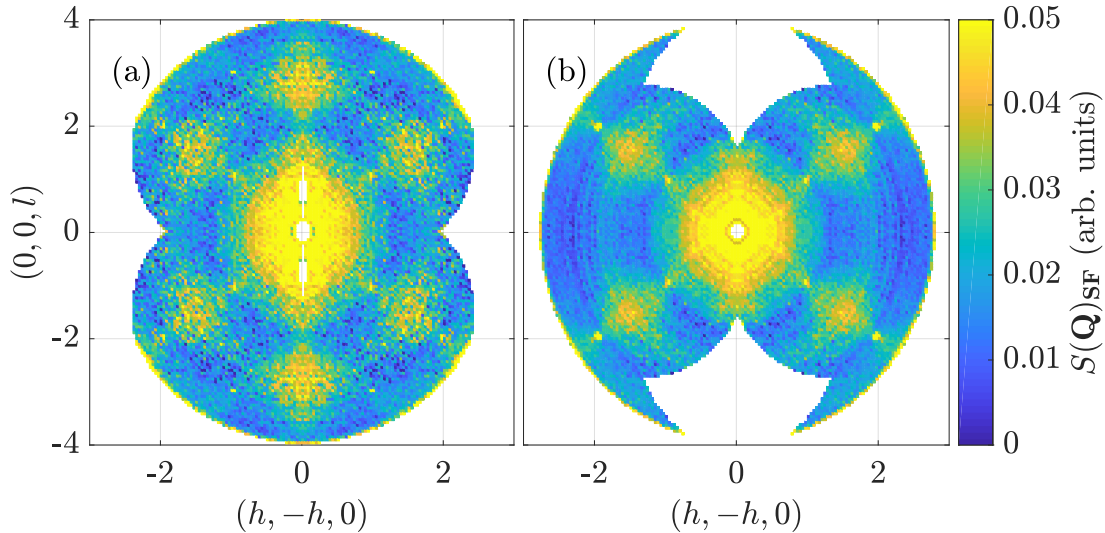 4
2
0
-2
-4
(0, 0, l)
(a)
-2 0 2
(h, −h, 0)
(b)
-2 0 2
(h, −h, 0)
0.05
0.04
0.03
0.02
0.01
0
S(Q)SF (arb. units)